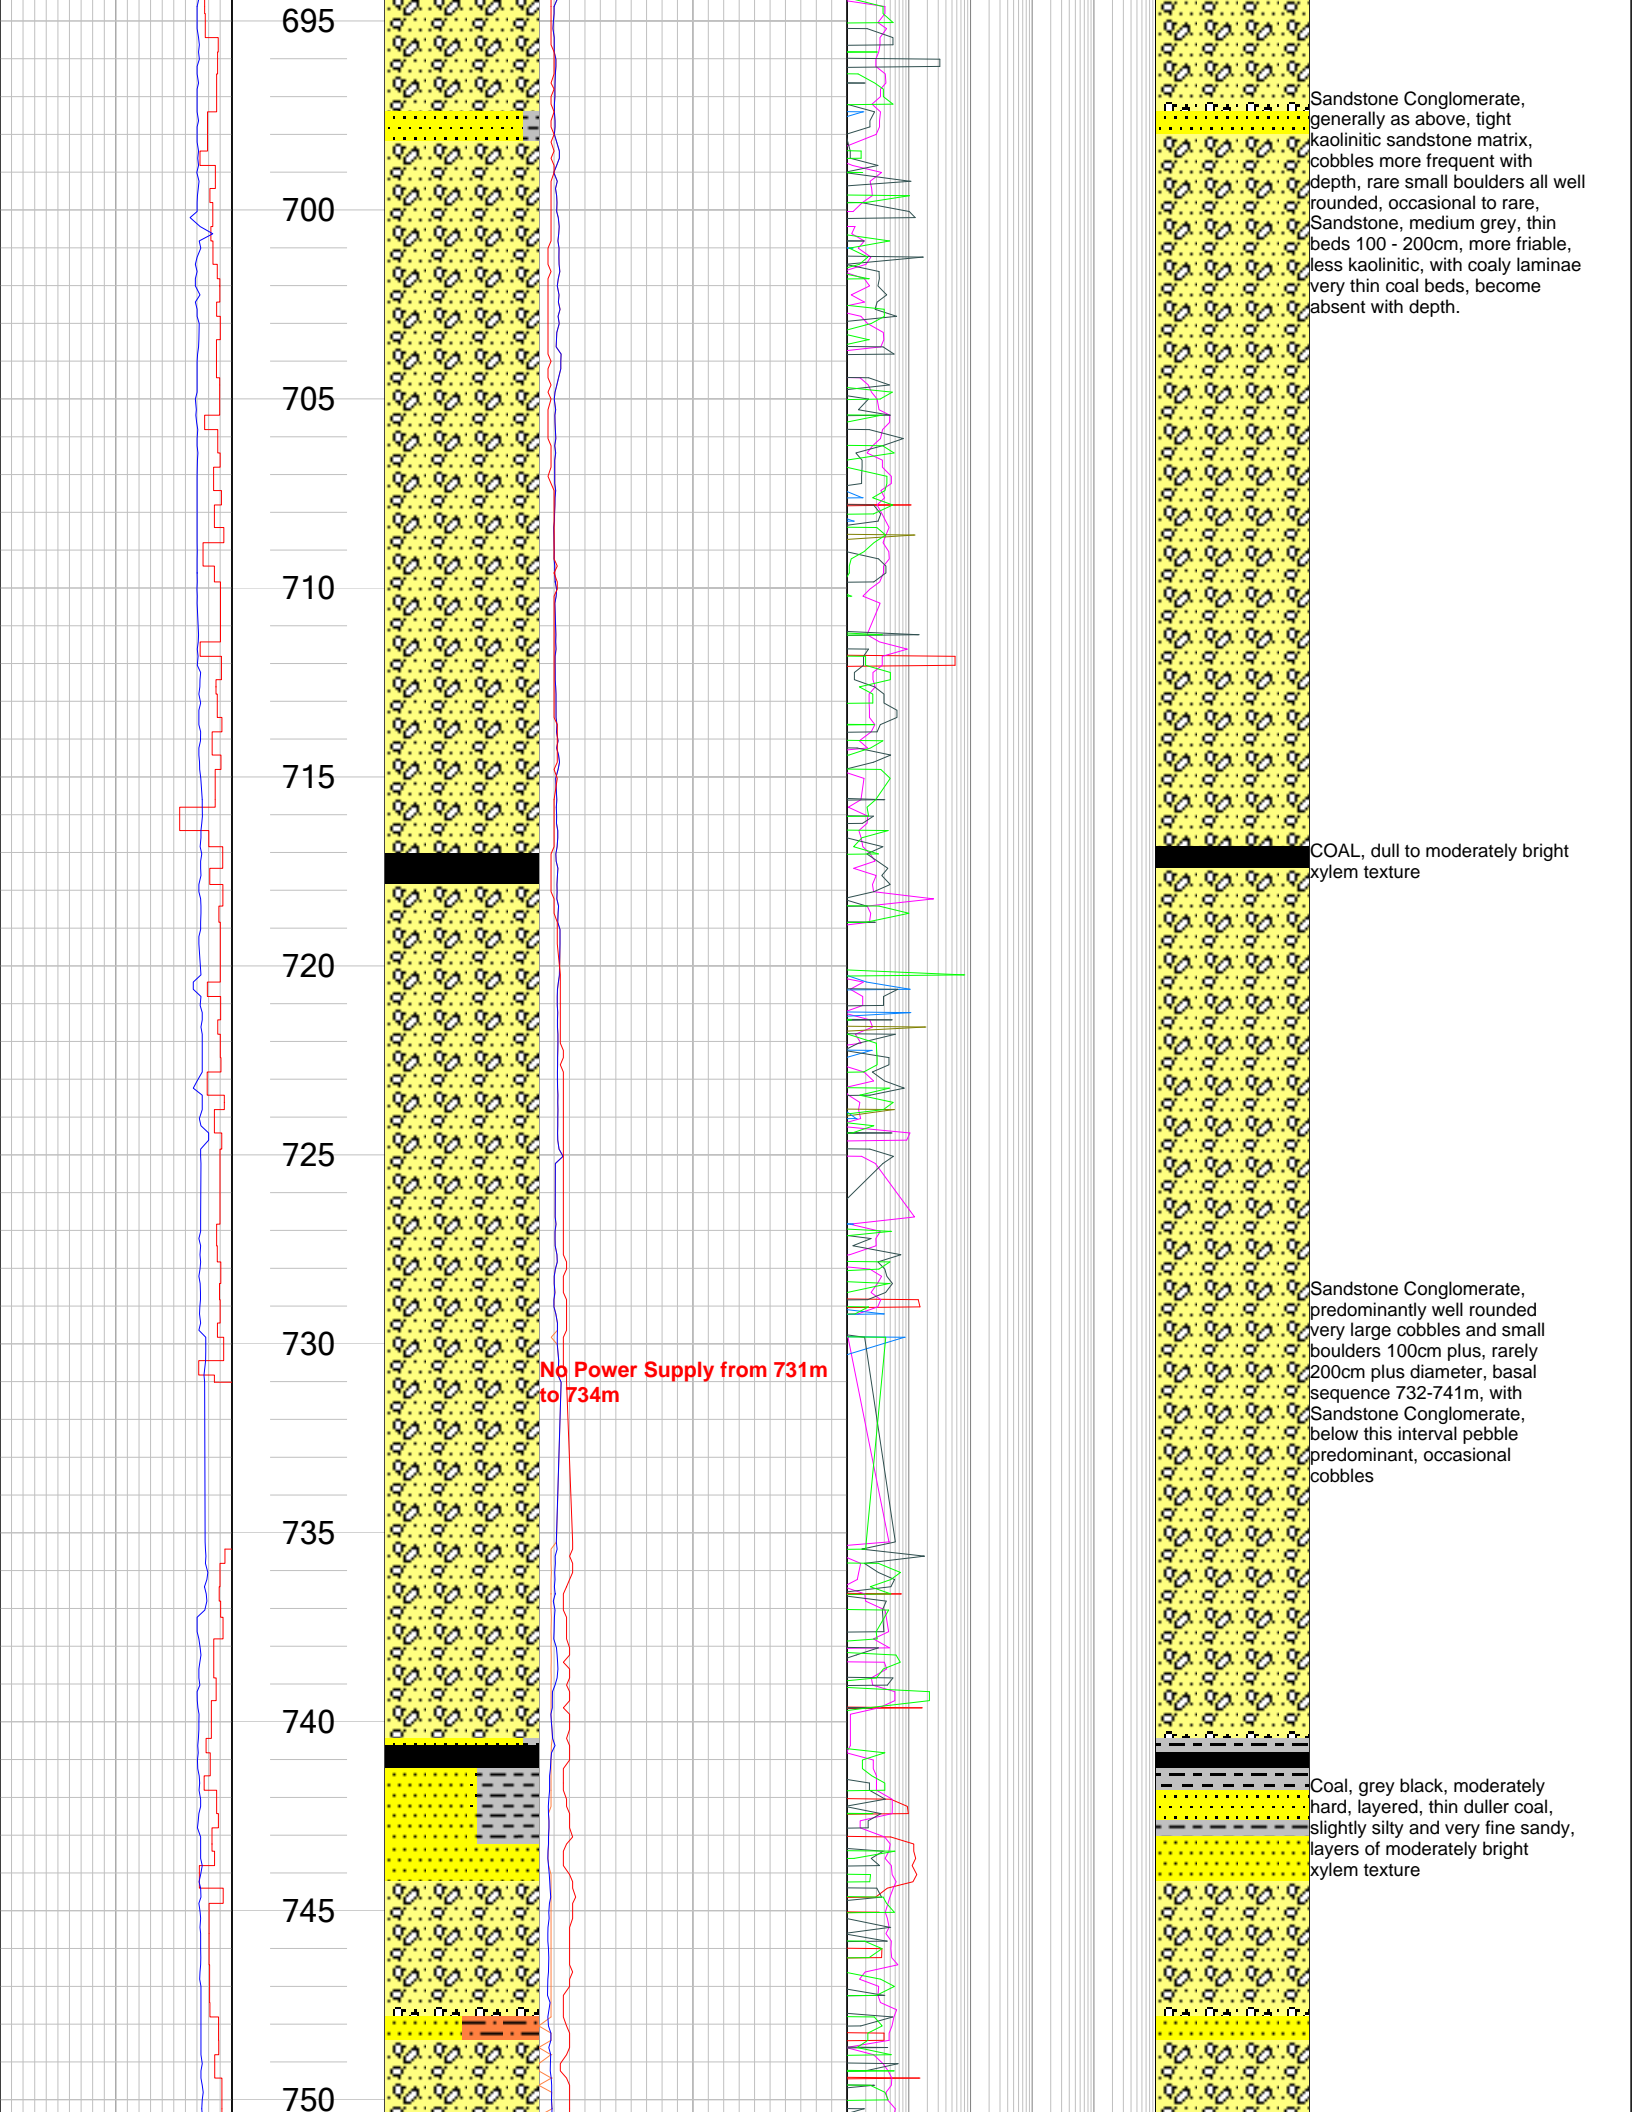 695
Sandstone Conglomerate,
generally as above, tight
kaolinitic sandstone matrix,
cobbles more frequent with
depth, rare small boulders all well
rounded, occasional to rare,
Sandstone, medium grey, thin
beds 100 - 200cm, more friable,
less kaolinitic, with coaly laminae
very thin coal beds, become
absent with depth.
700
705
710
715
COAL, dull to moderately bright
xylem texture
720
725
Sandstone Conglomerate,
predominantly well rounded
very large cobbles and small
boulders 100cm plus, rarely
200cm plus diameter, basal
sequence 732-741m, with
Sandstone Conglomerate,
below this interval pebble
predominant, occasional
cobbles
730
No Power Supply from 731m
to 734m
735
740
Coal, grey black, moderately
hard, layered, thin duller coal,
slightly silty and very fine sandy,
layers of moderately bright
xylem texture
745
750